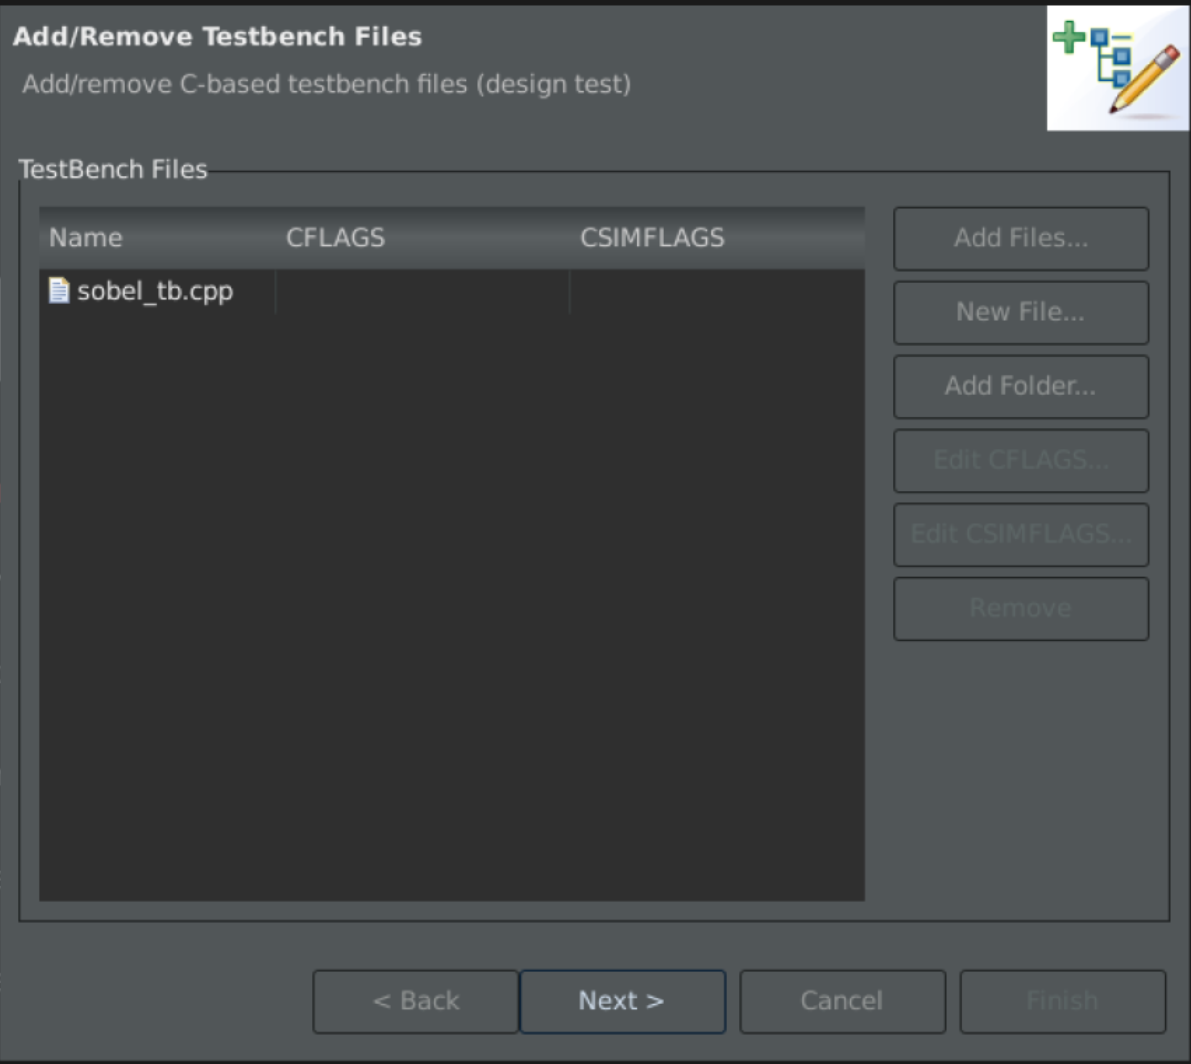 Add/Remove Testbench Files
Add/remove C-based testbench files (design test)
TestBench Files
Name CFLAGS CSIMFLAGS
sobel_tb.cpp
Add Files...
New File...
Add Folder...
Edit CFLAGS...
Edit CSIMFLAGS...
Remove
< Back Next > Cancel Finish